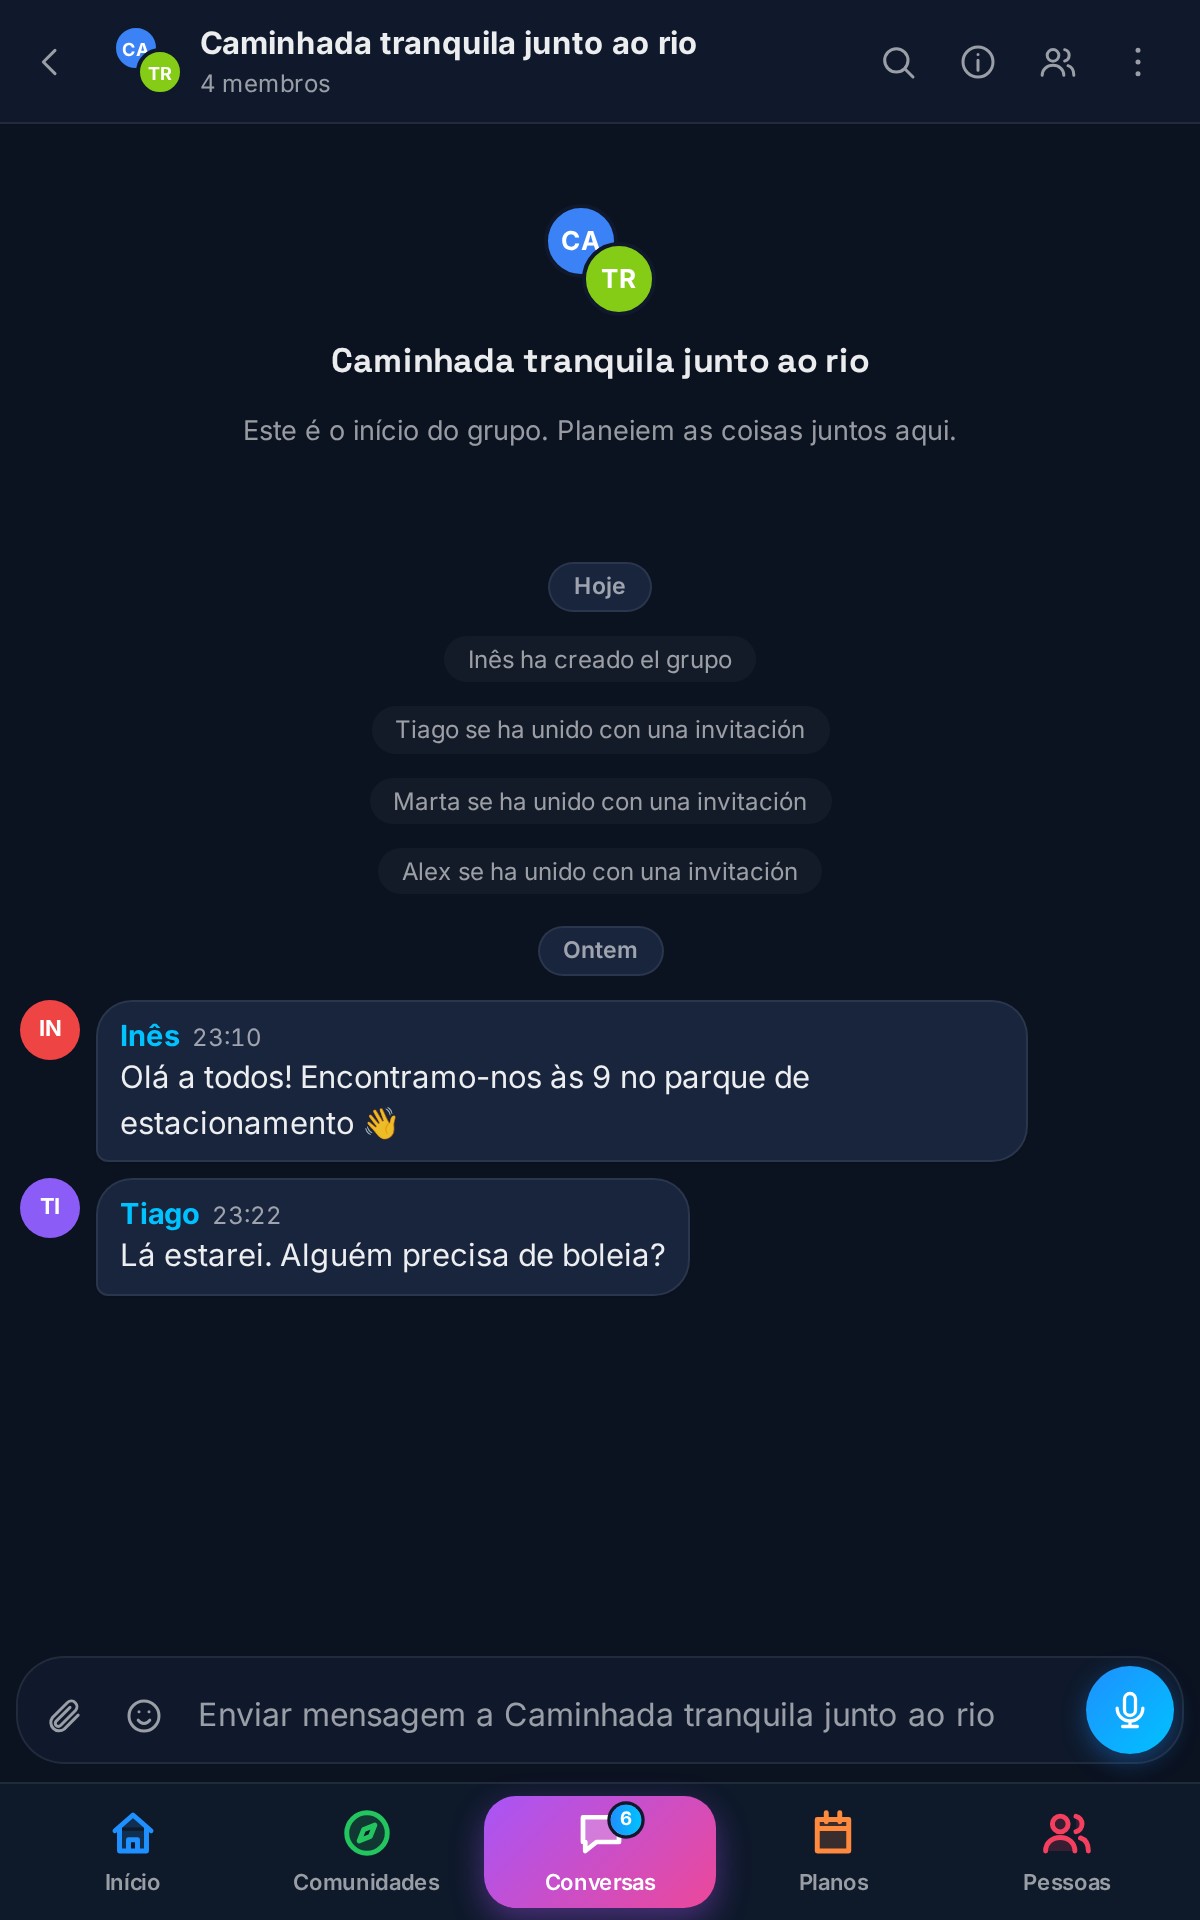 CA
TR
Caminhada tranquila junto ao rio
4 membros
CA
TR
Caminhada tranquila junto ao rio
Este é o início do grupo. Planeiem as coisas juntos aqui.
Hoje
Inês ha creado el grupo
Tiago se ha unido con una invitación
Marta se ha unido con una invitación
Alex se ha unido con una invitación
Ontem
IN
Inês 23:10
Olá a todos! Encontramo-nos às 9 no parque de
estacionamento 👋
TI
Tiago 23:22
Lá estarei. Alguém precisa de boleia?
Enviar mensagem a Caminhada tranquila junto ao rio
6
Início
Comunidades
Conversas
Planos
Pessoas